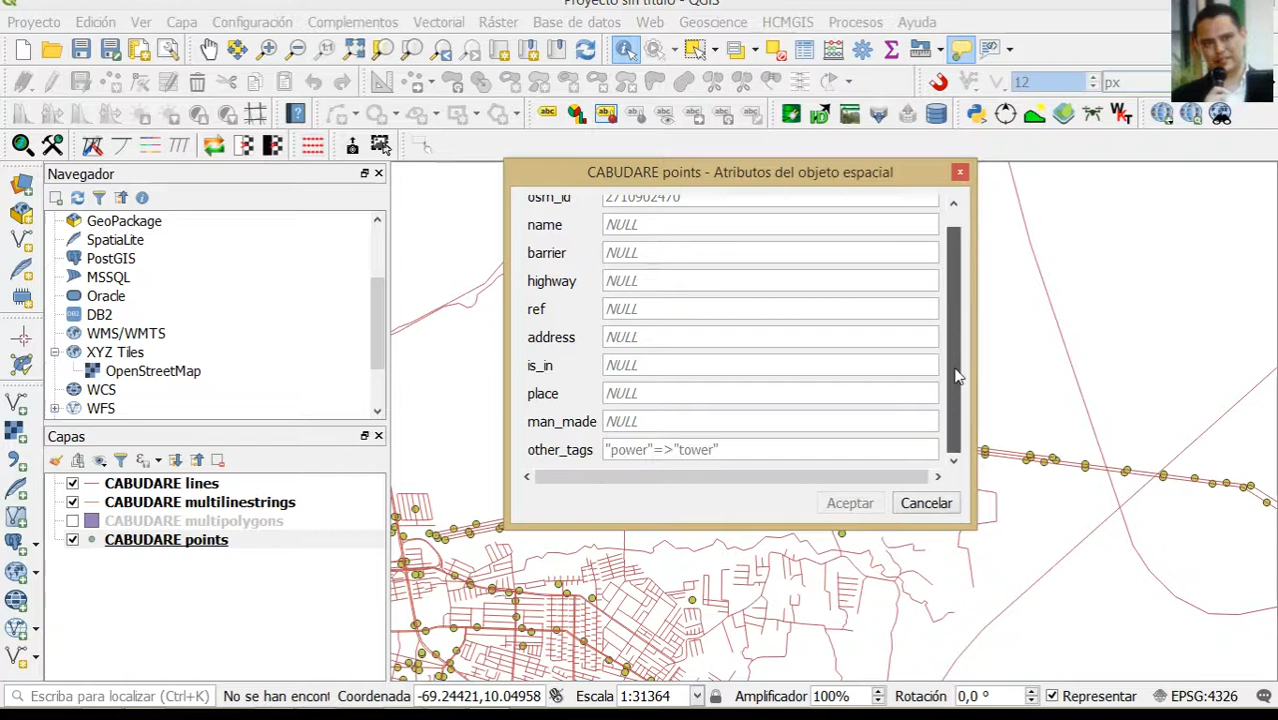 Proyecto sin título - QGIS
Proyecto Edición Ver Capa Configuración Complementos Vectorial Ráster Base de datos Web Geoscience HCMGIS Procesos Ayuda
12 px
Navegador
GeoPackage
SpatiaLite
PostGIS
MSSQL
Oracle
DB2
WMS/WMTS
XYZ Tiles
OpenStreetMap
WCS
WFS
Capas
CABUDARE lines
CABUDARE multilinestrings
CABUDARE multipolygons
CABUDARE points
CABUDARE points - Atributos del objeto espacial
osm_id 2710902470
name NULL
barrier NULL
highway NULL
ref NULL
address NULL
is_in NULL
place NULL
man_made NULL
other_tags "power"=>"tower"
Aceptar Cancelar
Escriba para localizar (Ctrl+K) No se han encont Coordenada -69.24421,10.04958 Escala 1:31364 Amplificador 100% Rotación 0,0 ° Representar EPSG:4326